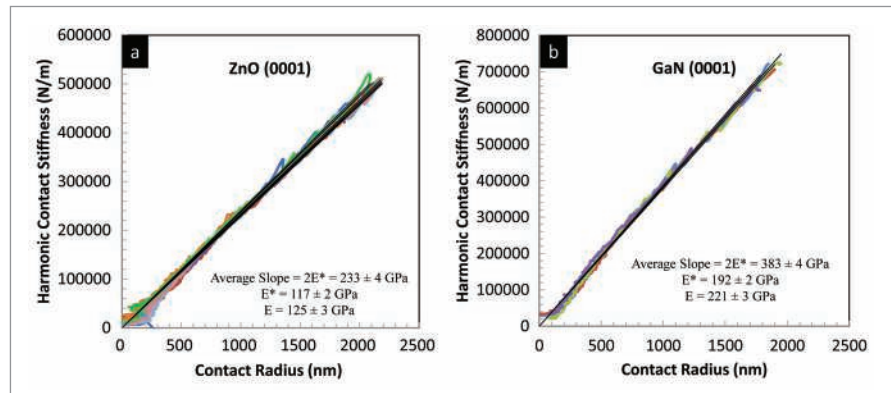 a
ZnO (0001)
Harmonic Contact Stiffness (N/m)
600000
500000
400000
300000
200000
100000
0
Average Slope = 2E* = 233 ± 4 GPa
E* = 117 ± 2 GPa
E = 125 ± 3 GPa
0 500 1000 1500 2000 2500
Contact Radius (nm)
b
GaN (0001)
Harmonic Contact Stiffness (N/m)
800000
700000
600000
500000
400000
300000
200000
100000
0
Average Slope = 2E* = 383 ± 4 GPa
E* = 192 ± 2 GPa
E = 221 ± 3 GPa
0 500 1000 1500 2000 2500
Contact Radius (nm)